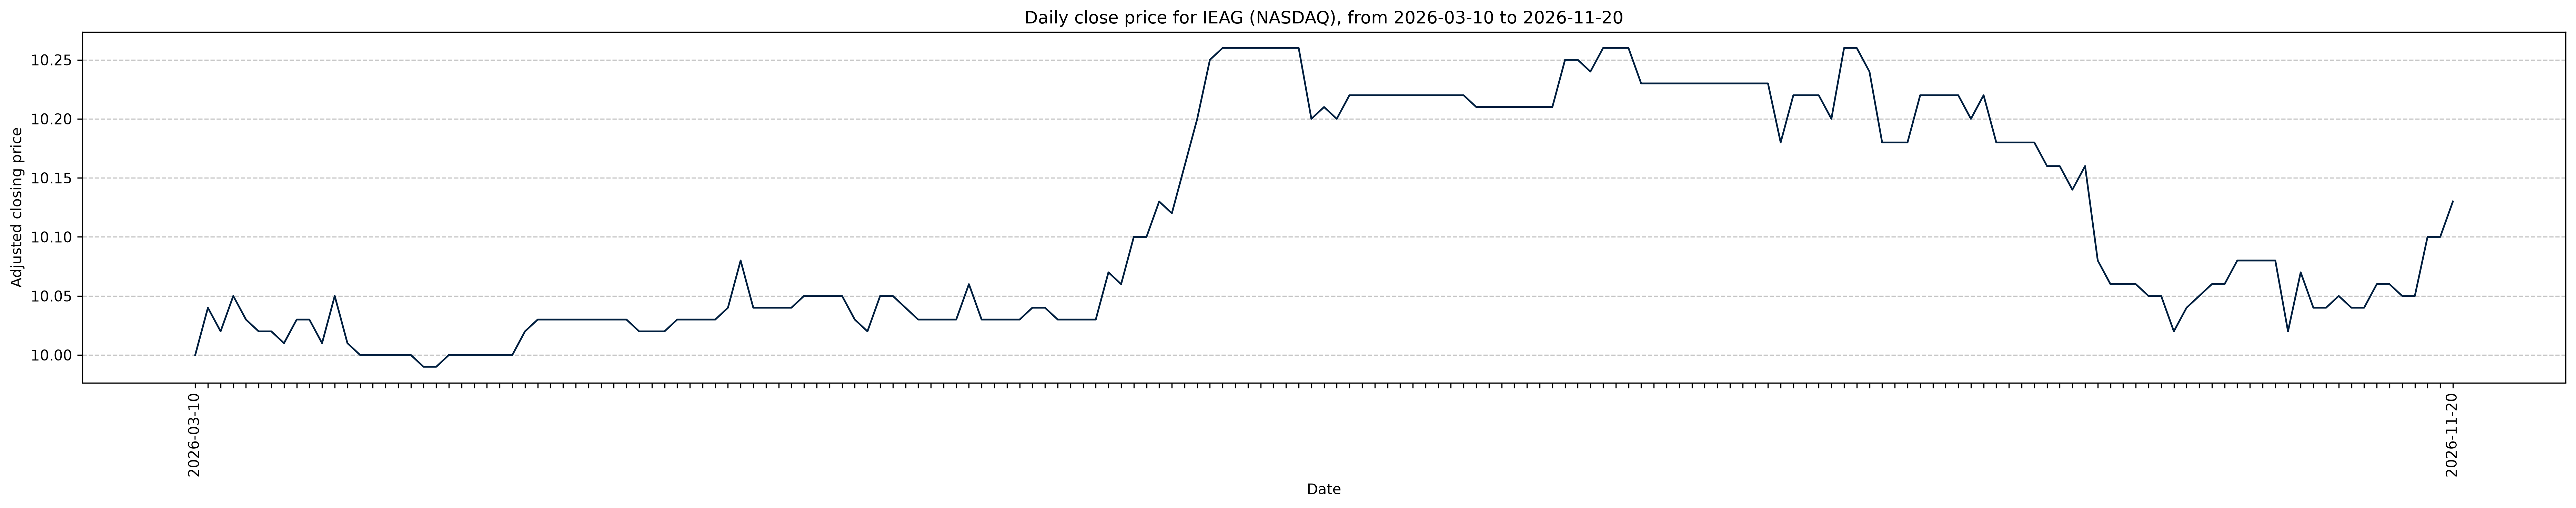 Daily close price for IEAG (NASDAQ), from 2026-03-10 to 2026-11-20
Adjusted closing price
10.25
10.20
10.15
10.10
10.05
10.00
2026-03-10
2026-11-20
Date